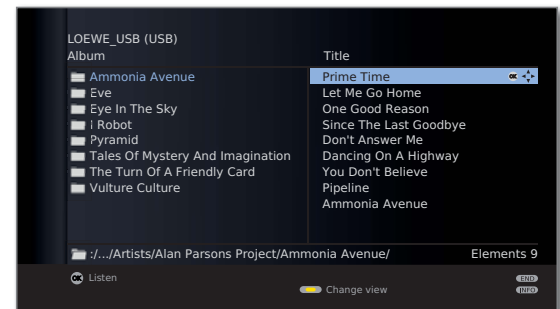 LOEWE_USB (USB)
Album Title
Ammonia Avenue Prime Time OK
Eve Let Me Go Home
Eye In The Sky One Good Reason
I Robot Since The Last Goodbye
Pyramid Don't Answer Me
Tales Of Mystery And Imagination Dancing On A Highway
The Turn Of A Friendly Card You Don't Believe
Vulture Culture Pipeline
Ammonia Avenue
:/.../Artists/Alan Parsons Project/Ammonia Avenue/ Elements 9
OK Listen END
Change view INFO